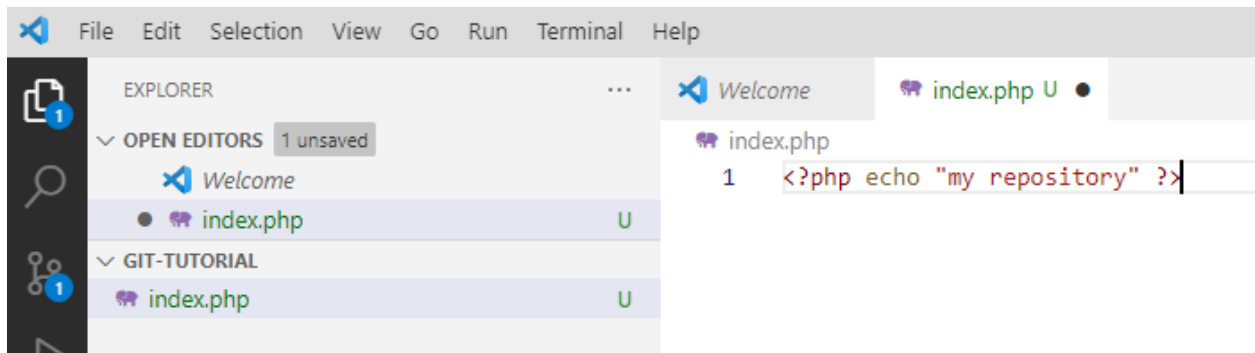 File Edit Selection View Go Run Terminal Help
EXPLORER ...
OPEN EDITORS 1 unsaved
Welcome
index.php U
GIT-TUTORIAL
index.php U
1
1
Welcome index.php U
index.php
1 <?php echo "my repository" ?>